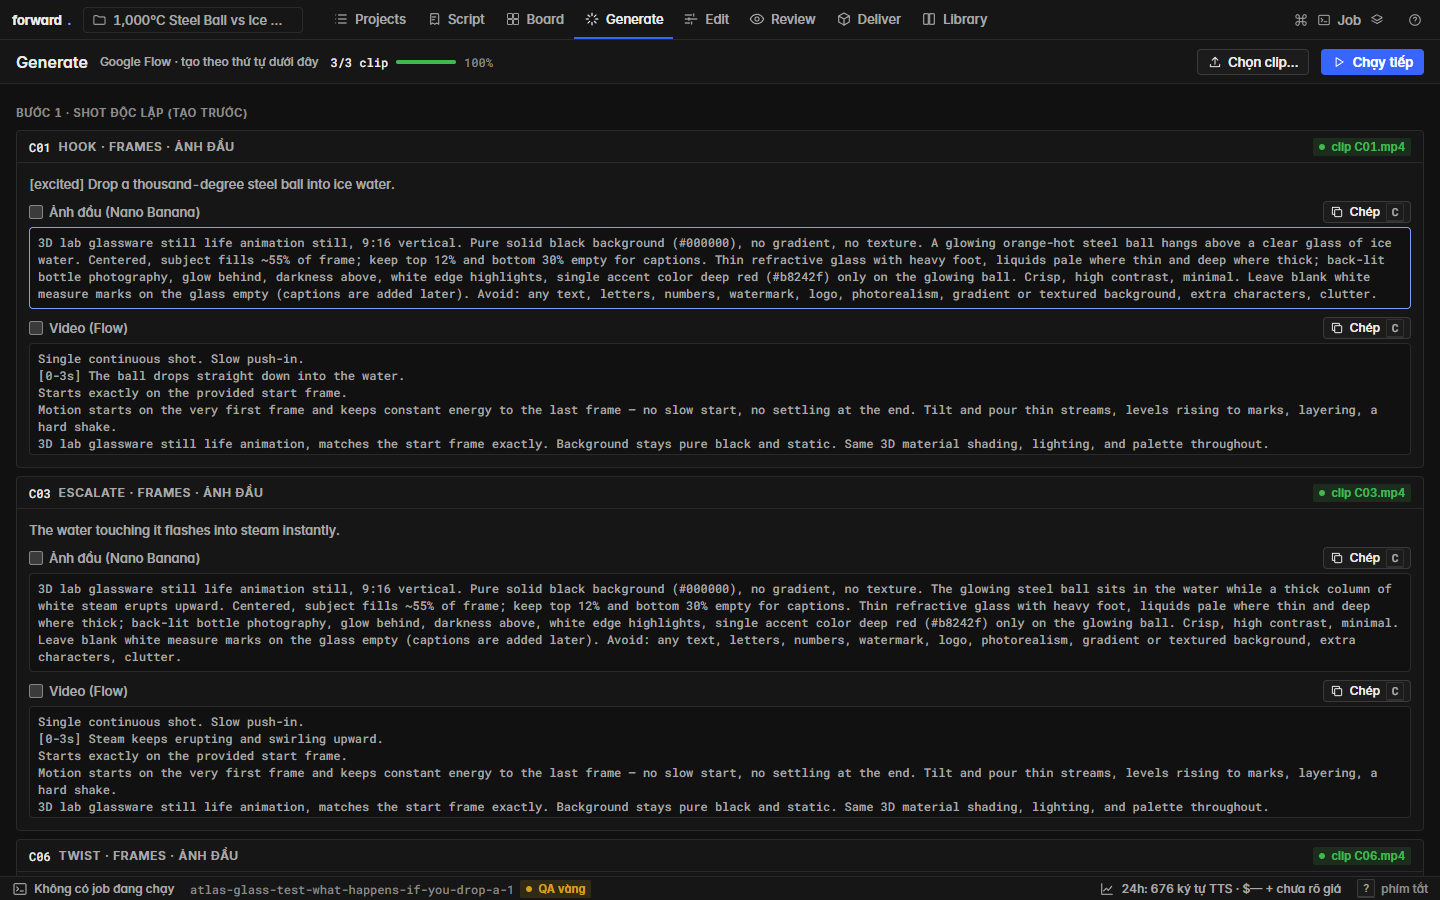 forward .
1,000°C Steel Ball vs Ice ...
Projects
Script
Board
Generate
Edit
Review
Deliver
Library
Job
Generate
Google Flow · tạo theo thứ tự dưới đây
3/3 clip
100%
Chọn clip...
Chạy tiếp
BƯỚC 1 · SHOT ĐỘC LẬP (TẠO TRƯỚC)
C01 HOOK · FRAMES · ẢNH ĐẦU
clip C01.mp4
[excited] Drop a thousand-degree steel ball into ice water.
Ảnh đầu (Nano Banana)
Chép C
3D lab glassware still life animation still, 9:16 vertical. Pure solid black background (#000000), no gradient, no texture. A glowing orange-hot steel ball hangs above a clear glass of ice
water. Centered, subject fills ~55% of frame; keep top 12% and bottom 30% empty for captions. Thin refractive glass with heavy foot, liquids pale where thin and deep where thick; back-lit
bottle photography, glow behind, darkness above, white edge highlights, single accent color deep red (#b8242f) only on the glowing ball. Crisp, high contrast, minimal. Leave blank white
measure marks on the glass empty (captions are added later). Avoid: any text, letters, numbers, watermark, logo, photorealism, gradient or textured background, extra characters, clutter.
Video (Flow)
Chép C
Single continuous shot. Slow push-in.
[0-3s] The ball drops straight down into the water.
Starts exactly on the provided start frame.
Motion starts on the very first frame and keeps constant energy to the last frame — no slow start, no settling at the end. Tilt and pour thin streams, levels rising to marks, layering, a
hard shake.
3D lab glassware still life animation, matches the start frame exactly. Background stays pure black and static. Same 3D material shading, lighting, and palette throughout.
C03 ESCALATE · FRAMES · ẢNH ĐẦU
clip C03.mp4
The water touching it flashes into steam instantly.
Ảnh đầu (Nano Banana)
Chép C
3D lab glassware still life animation still, 9:16 vertical. Pure solid black background (#000000), no gradient, no texture. The glowing steel ball sits in the water while a thick column of
white steam erupts upward. Centered, subject fills ~55% of frame; keep top 12% and bottom 30% empty for captions. Thin refractive glass with heavy foot, liquids pale where thin and deep
where thick; back-lit bottle photography, glow behind, darkness above, white edge highlights, single accent color deep red (#b8242f) only on the glowing ball. Crisp, high contrast, minimal.
Leave blank white measure marks on the glass empty (captions are added later). Avoid: any text, letters, numbers, watermark, logo, photorealism, gradient or textured background, extra
characters, clutter.
Video (Flow)
Chép C
Single continuous shot. Slow push-in.
[0-3s] Steam keeps erupting and swirling upward.
Starts exactly on the provided start frame.
Motion starts on the very first frame and keeps constant energy to the last frame — no slow start, no settling at the end. Tilt and pour thin streams, levels rising to marks, layering, a
hard shake.
3D lab glassware still life animation, matches the start frame exactly. Background stays pure black and static. Same 3D material shading, lighting, and palette throughout.
C06 TWIST · FRAMES · ẢNH ĐẦU
clip C06.mp4
Không có job đang chạy
atlas-glass-test-what-happens-if-you-drop-a-1
QA vàng
24h: 676 ký tự TTS · $— + chưa rõ giá
? phím tắt